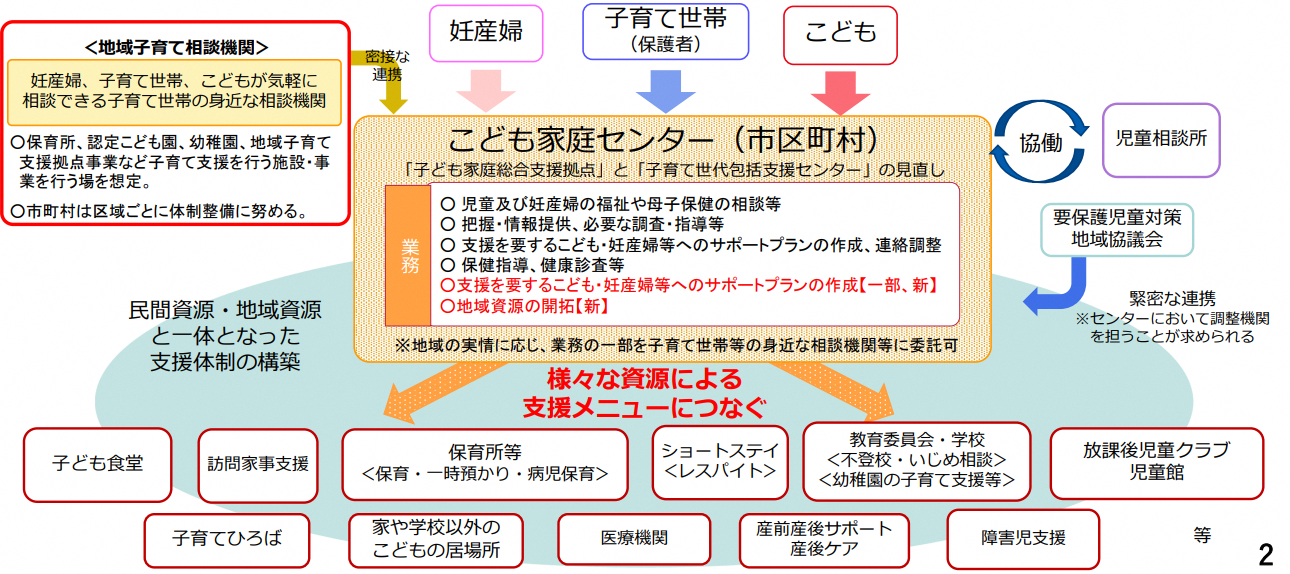 <地域子育て相談機関>
妊産婦、子育て世帯、こどもが気軽に
相談できる子育て世帯の身近な相談機関
〇保育所、認定こども園、幼稚園、地域子育て
支援拠点事業など子育て支援を行う施設・事
業を行う場を想定。
〇市町村は区域ごとに体制整備に努める。
密接な
連携
妊産婦
子育て世帯
（保護者）
こども
こども家庭センター（市区町村）
「子ども家庭総合支援拠点」と「子育て世代包括支援センター」の見直し
業務
〇 児童及び妊産婦の福祉や母子保健の相談等
〇 把握・情報提供、必要な調査・指導等
〇 支援を要するこども・妊産婦等へのサポートプランの作成、連絡調整
〇 保健指導、健康診査等
〇支援を要するこども・妊産婦等へのサポートプランの作成【一部、新】
〇地域資源の開拓【新】
※地域の実情に応じ、業務の一部を子育て世帯等の身近な相談機関等に委託可
協働
児童相談所
要保護児童対策
地域協議会
緊密な連携
※センターにおいて調整機関
を担うことが求められる
民間資源・地域資源
と一体となった
支援体制の構築
様々な資源による
支援メニューにつなぐ
子ども食堂
訪問家事支援
保育所等
<保育・一時預かり・病児保育>
ショートステイ
<レスパイト>
教育委員会・学校
<不登校・いじめ相談>
<幼稚園の子育て支援等>
放課後児童クラブ
児童館
子育てひろば
家や学校以外の
こどもの居場所
医療機関
産前産後サポート
産後ケア
障害児支援
等
2